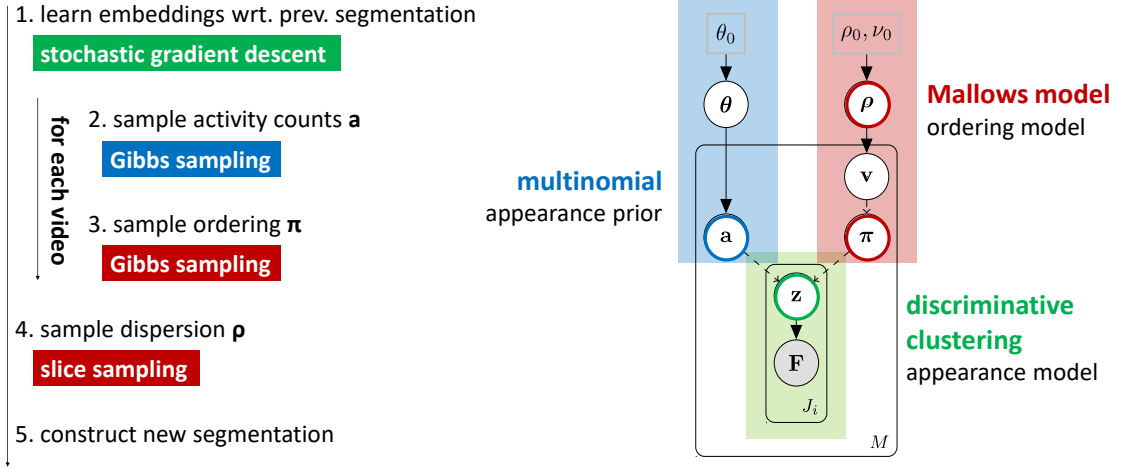 1. learn embeddings wrt. prev. segmentation
stochastic gradient descent
for each video
2. sample activity counts a
Gibbs sampling
3. sample ordering π
Gibbs sampling
4. sample dispersion ρ
slice sampling
5. construct new segmentation
θ₀
ρ₀, ν₀
θ
ρ
Mallows model
ordering model
v
multinomial
appearance prior
a
π
z
discriminative
clustering
appearance model
F
Jᵢ
M